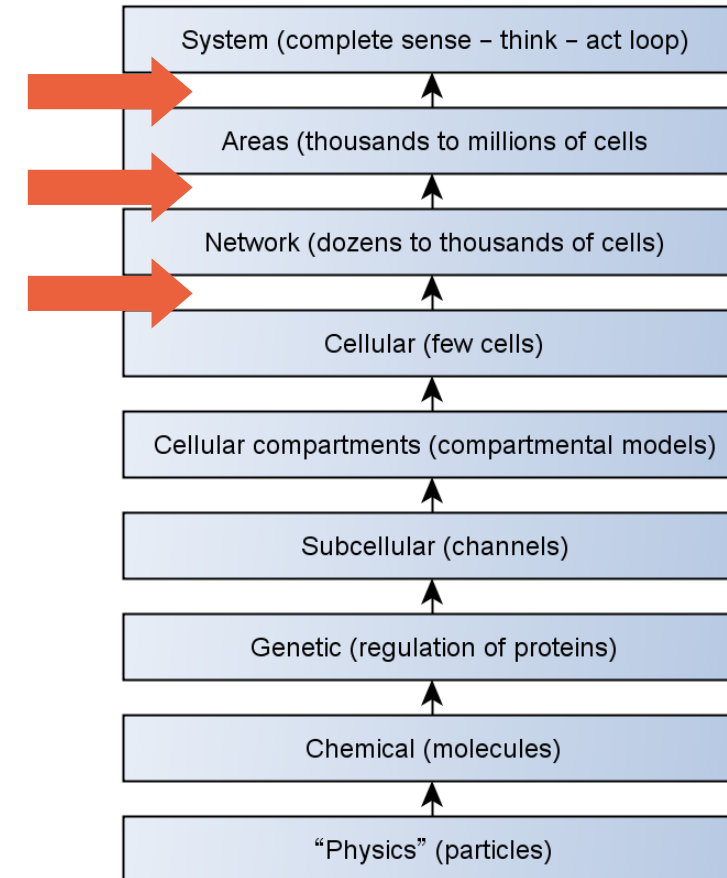 System (complete sense – think – act loop)
Areas (thousands to millions of cells
Network (dozens to thousands of cells)
Cellular (few cells)
Cellular compartments (compartmental models)
Subcellular (channels)
Genetic (regulation of proteins)
Chemical (molecules)
“Physics” (particles)